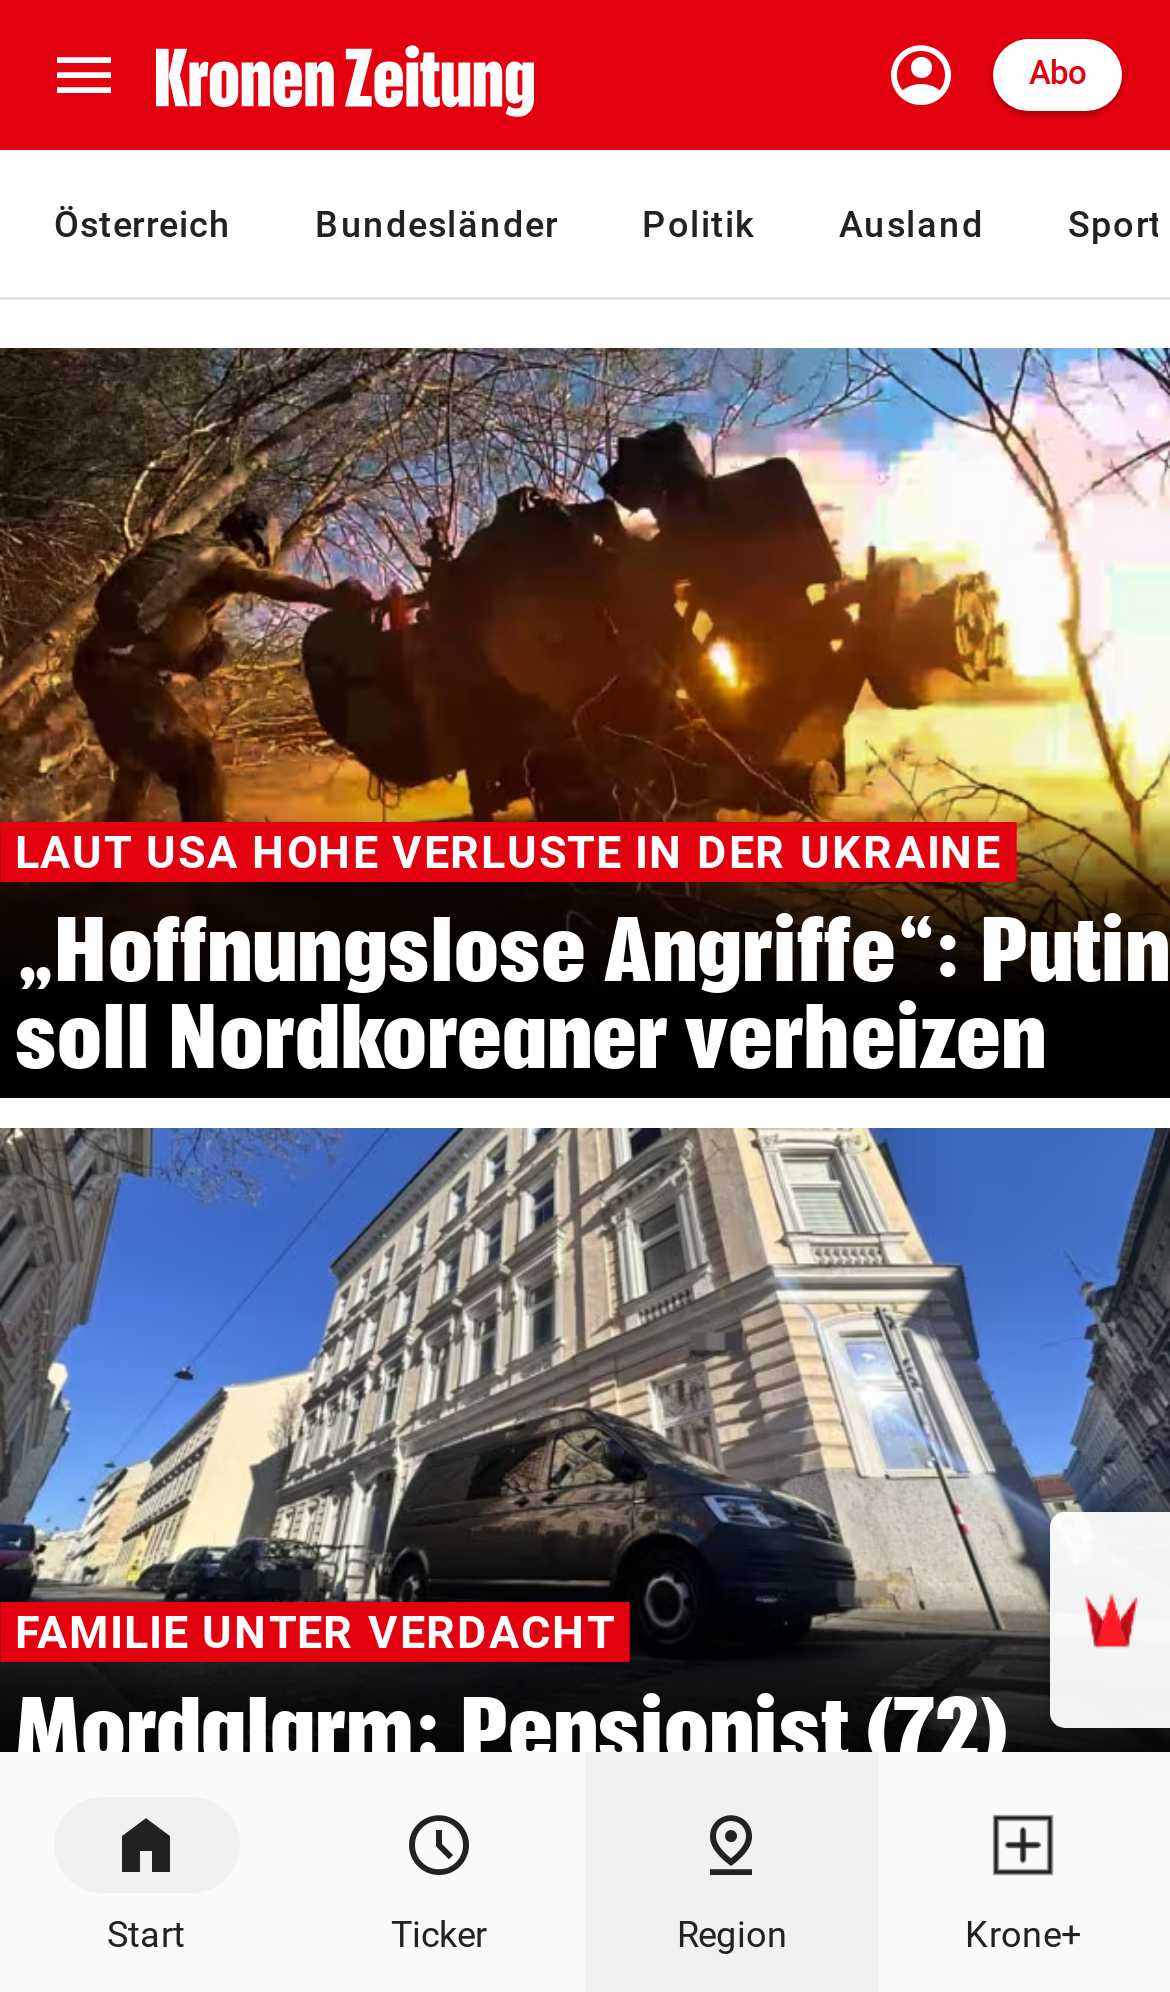 Kronen Zeitung
Abo
Österreich Bundesländer Politik Ausland Sport
LAUT USA HOHE VERLUSTE IN DER UKRAINE
„Hoffnungslose Angriffe“: Putin
soll Nordkoreaner verheizen
FAMILIE UNTER VERDACHT
Mordalarm: Pensionist (72)
Start Ticker Region Krone+